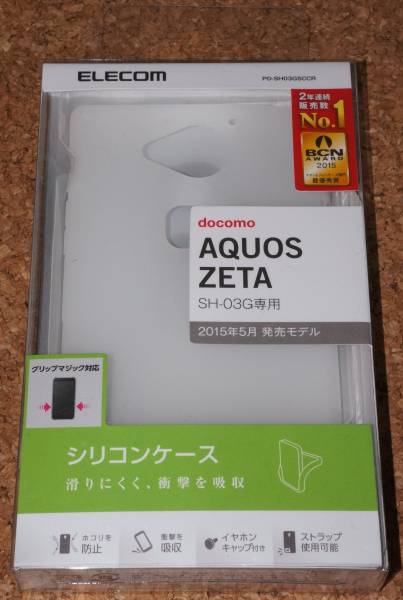 ELECOM
PD-SH03GSCCR
2年連続
販売数
No.1
BCN
AWARD
2015
最優秀賞
docomo
AQUOS
ZETA
SH-03G専用
2015年5月 発売モデル
グリップマジック対応
シリコンケース
滑りにくく、衝撃を吸収
ホコリを
防止
衝撃を
吸収
イヤホン
キャップ付き
ストラップ
使用可能